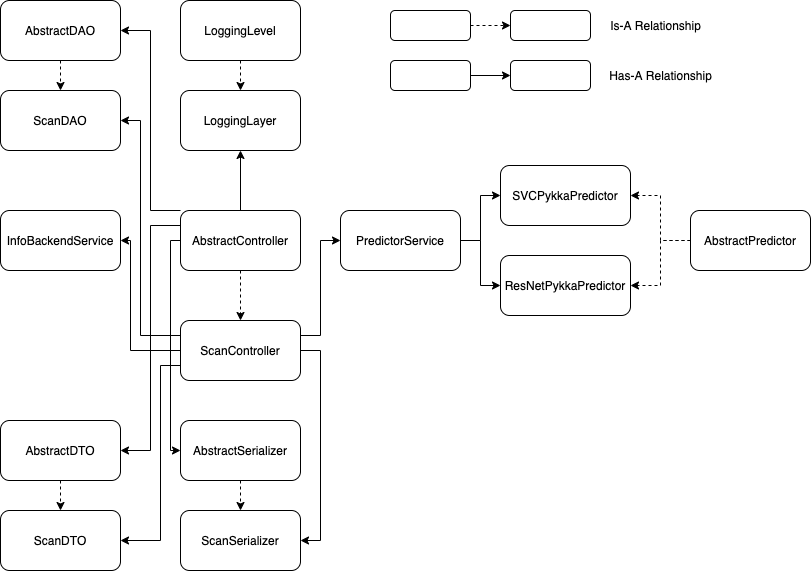 AbstractDAO
LoggingLevel
Is-A Relationship
Has-A Relationship
ScanDAO
LoggingLayer
SVCPykkaPredictor
InfoBackendService
AbstractController
PredictorService
AbstractPredictor
ResNetPykkaPredictor
ScanController
AbstractDTO
AbstractSerializer
ScanDTO
ScanSerializer